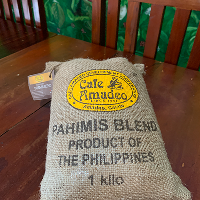 Cafe
Amadeo
PAHIMIS BLEND
PRODUCT OF
THE PHILIPPINES
1 kilo